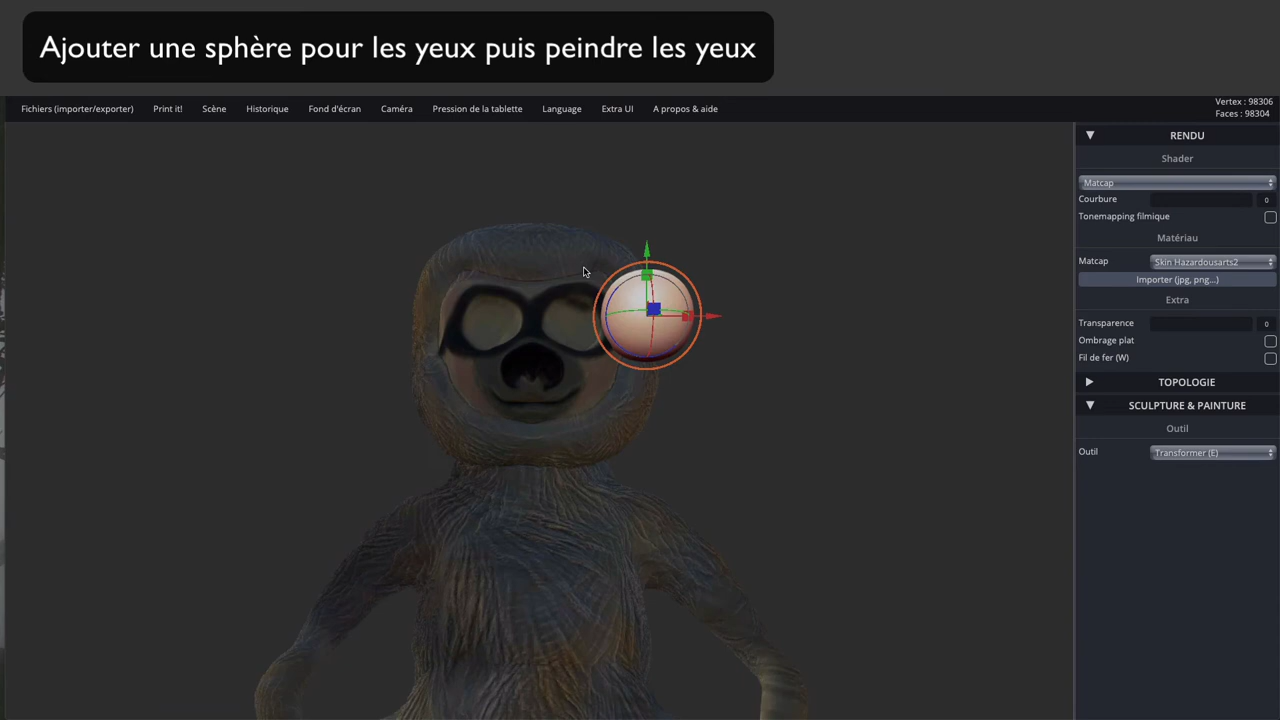 Ajouter une sphère pour les yeux puis peindre les yeux
Fichiers (importer/exporter) Print it! Scène Historique Fond d'écran Caméra Pression de la tablette Language Extra UI A propos & aide
Vertex : 98306
Faces : 98304
RENDU
Shader
Matcap
Courbure 0
Tonemapping filmique
Matériau
Matcap Skin Hazardousarts2
Importer (jpg, png...)
Extra
Transparence 0
Ombrage plat
Fil de fer (W)
TOPOLOGIE
SCULPTURE & PAINTURE
Outil
Outil Transformer (E)